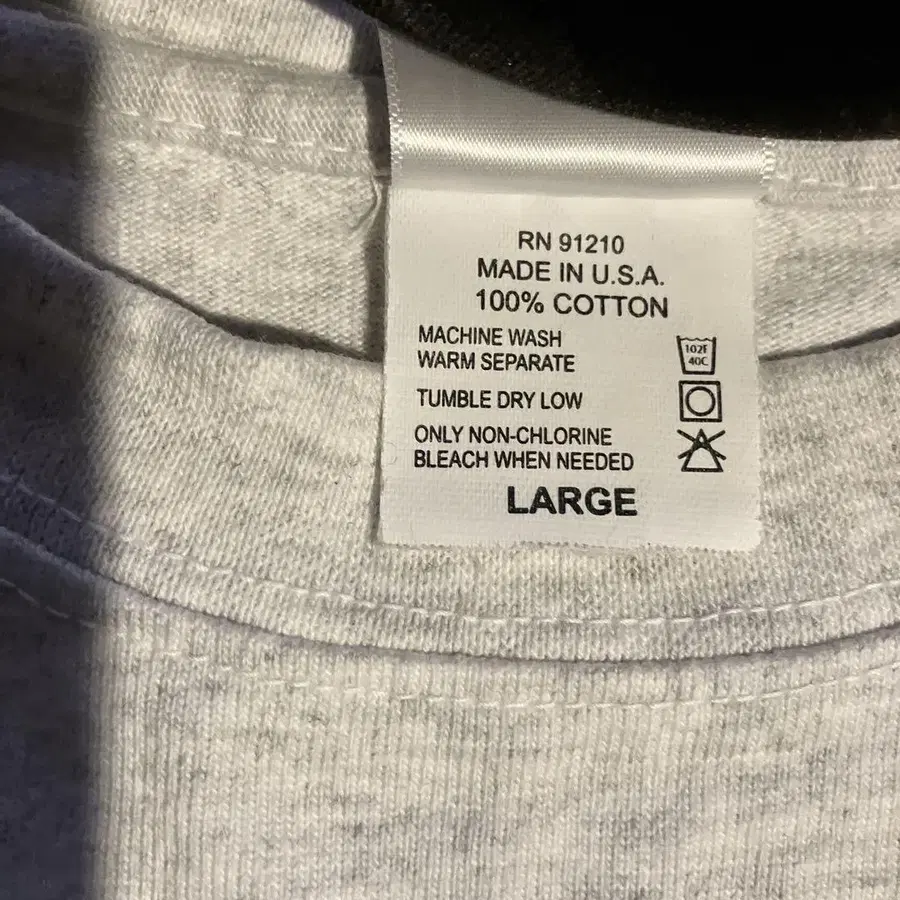 RN 91210
MADE IN U.S.A.
100% COTTON
MACHINE WASH
WARM SEPARATE
102F
40C
TUMBLE DRY LOW
ONLY NON-CHLORINE
BLEACH WHEN NEEDED
LARGE